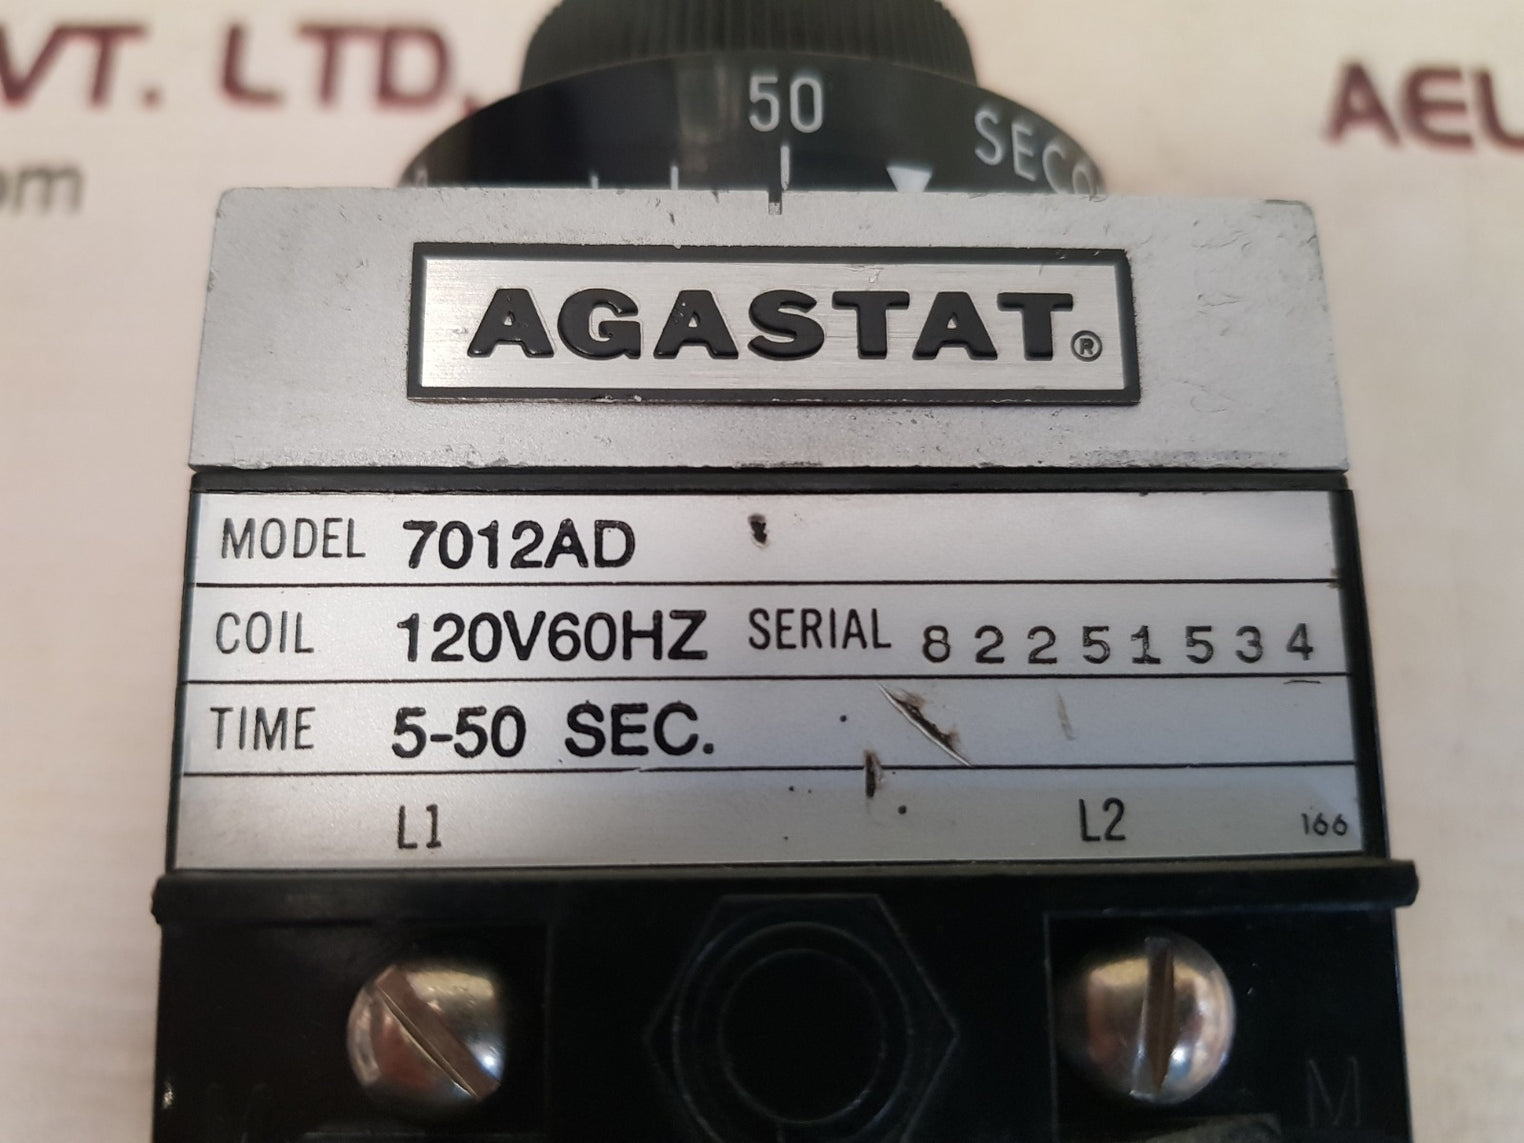 VT. LTD.
AEL
om
50
SECO
AGASTAT®
MODEL 7012AD
COIL 120V60HZ SERIAL 82251534
TIME 5-50 SEC.
L1 L2 166
M